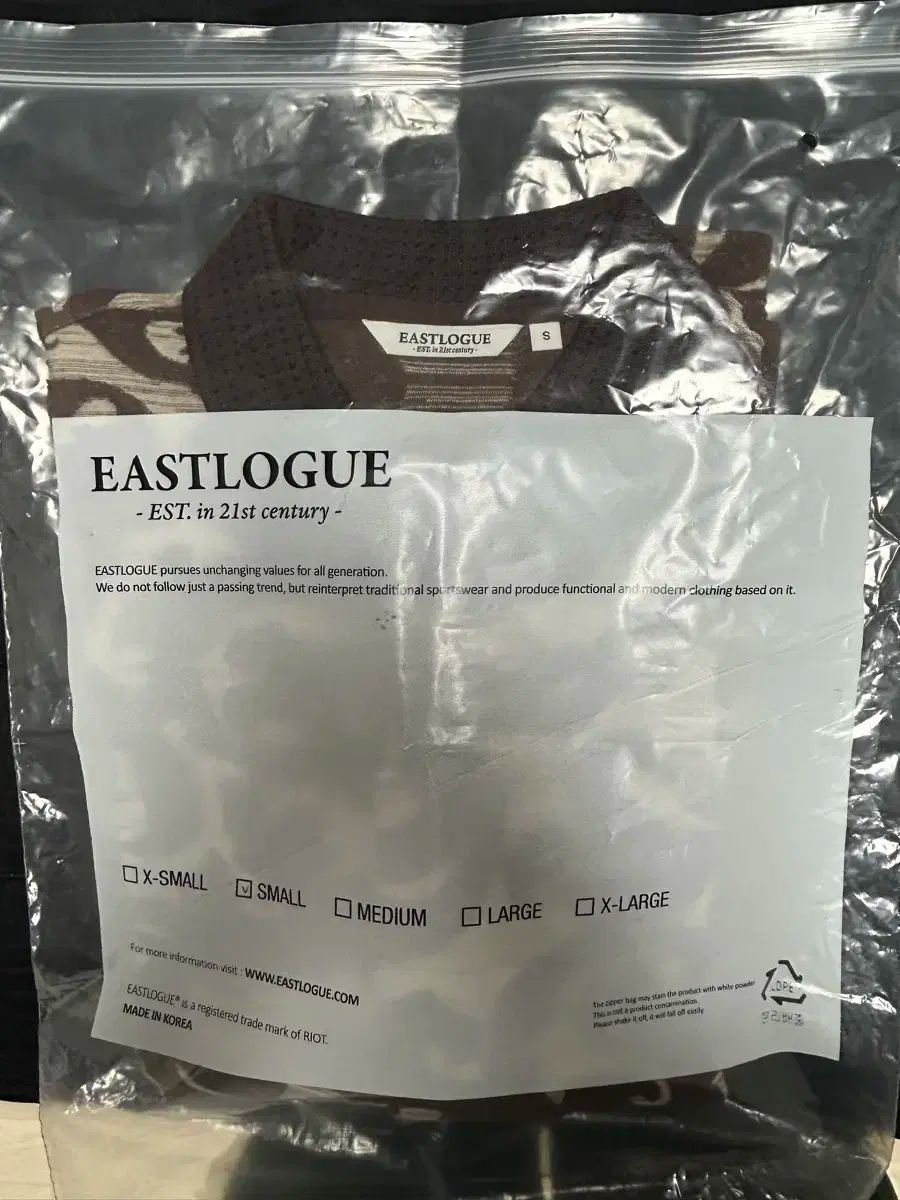 EASTLOGUE
- EST. in 21st century -
S
EASTLOGUE
- EST. in 21st century -
EASTLOGUE pursues unchanging values for all generation.
We do not follow just a passing trend, but reinterpret traditional sportswear and produce functional and modern clothing based on it.
☐ X-SMALL ☑ SMALL ☐ MEDIUM ☐ LARGE ☐ X-LARGE
For more information visit : WWW.EASTLOGUE.COM
EASTLOGUE® is a registered trade mark of RIOT.
MADE IN KOREA
The zipper bag may stain the product with white powder
This is not a product contamination.
Please shake it off, it will fall off easily.
LDPE